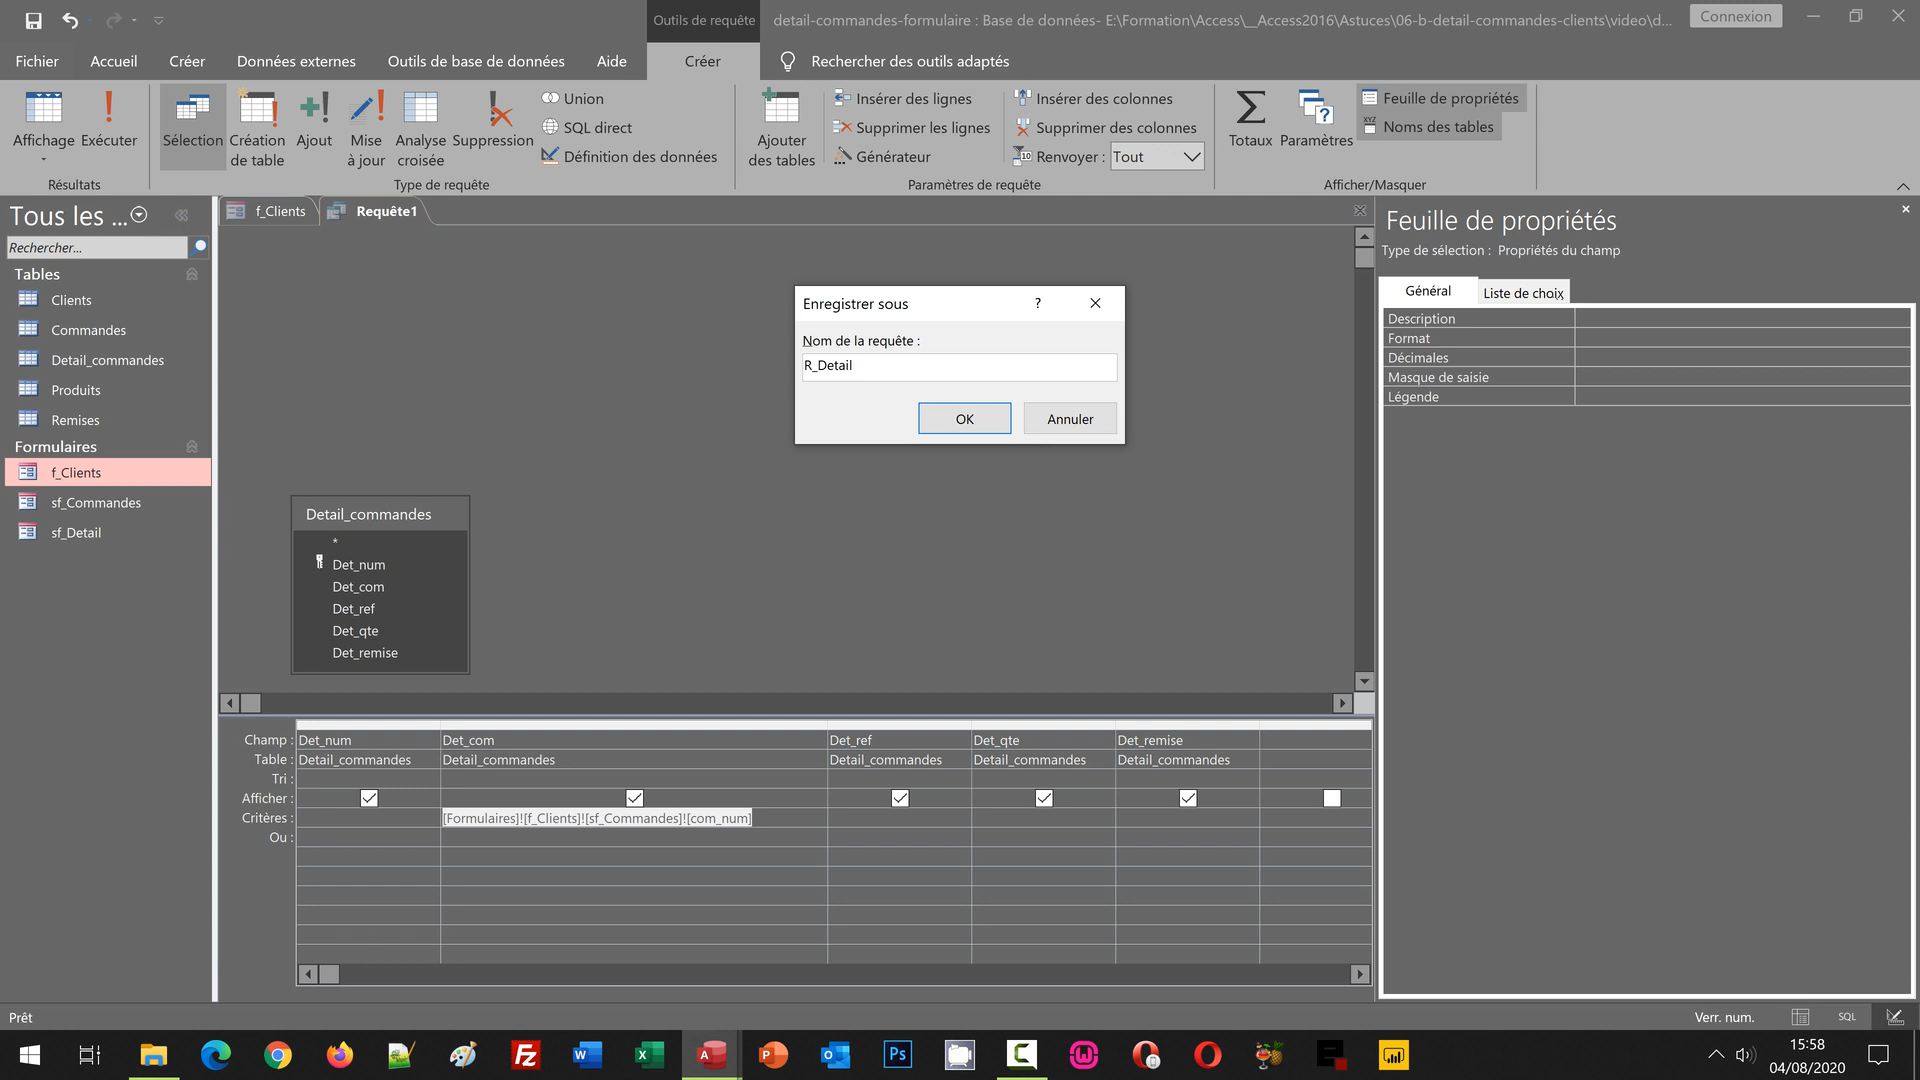 Outils de requête
detail-commandes-formulaire : Base de données- E:\Formation\Access\__Access2016\Astuces\06-b-detail-commandes-clients\video\d...
Connexion
Fichier
Accueil
Créer
Données externes
Outils de base de données
Aide
Créer
Rechercher des outils adaptés
Affichage
Exécuter
Résultats
Sélection
Création de table
Ajout
Mise à jour
Analyse croisée
Suppression
Union
SQL direct
Définition des données
Type de requête
Ajouter des tables
Insérer des lignes
Supprimer les lignes
Générateur
Insérer des colonnes
Supprimer des colonnes
Renvoyer : Tout
Paramètres de requête
Totaux
Paramètres
Feuille de propriétés
Noms des tables
Afficher/Masquer
Tous les ...
Rechercher...
Tables
Clients
Commandes
Detail_commandes
Produits
Remises
Formulaires
f_Clients
sf_Commandes
sf_Detail
f_Clients
Requête1
Enregistrer sous
?
Nom de la requête :
R_Detail
OK
Annuler
Detail_commandes
*
Det_num
Det_com
Det_ref
Det_qte
Det_remise
Champ : Det_num Det_com Det_ref Det_qte Det_remise
Table : Detail_commandes Detail_commandes Detail_commandes Detail_commandes Detail_commandes
Tri :
Afficher :
Critères : [Formulaires]![f_Clients]![sf_Commandes]![com_num]
Ou :
Feuille de propriétés
Type de sélection : Propriétés du champ
Général
Liste de choix
Description
Format
Décimales
Masque de saisie
Légende
Prêt
Verr. num.
SQL
15:58
04/08/2020